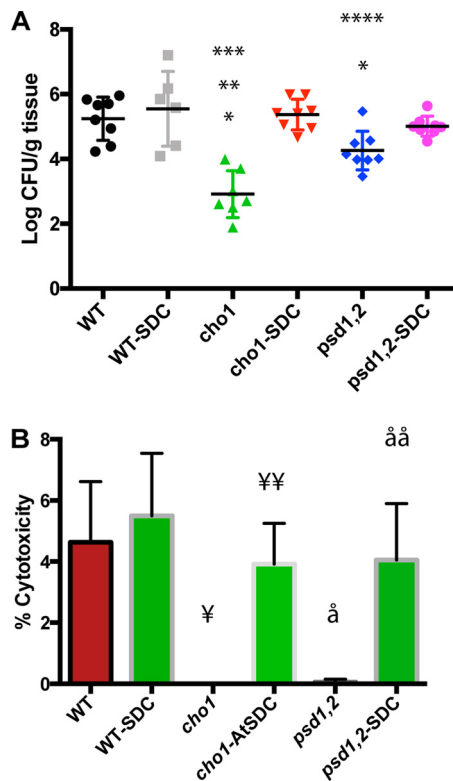 A
Log CFU/g tissue
8
6
4
2
0
***
**
*
****
*
WT
WT-SDC
cho1
cho1-SDC
psd1,2
psd1,2-SDC
B
% Cytotoxicity
8
6
4
2
0
¥
¥¥
å
åå
WT
WT-SDC
cho1
cho1-AtSDC
psd1,2
psd1,2-SDC